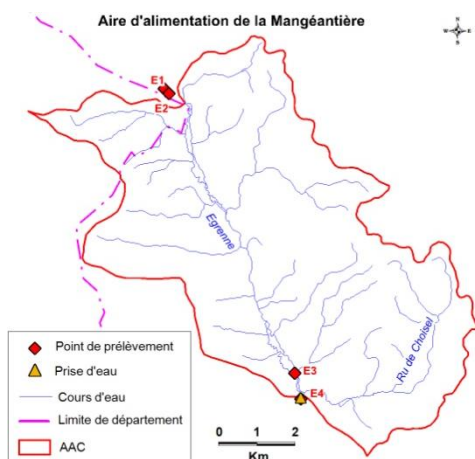 Aire d'alimentation de la Mangéantière
N
W E
S
E1
E2
Egrenne
Ru de Choisel
E3
E4
Point de prélèvement
Prise d'eau
Cours d'eau
Limite de département
AAC
0 1 2
Km